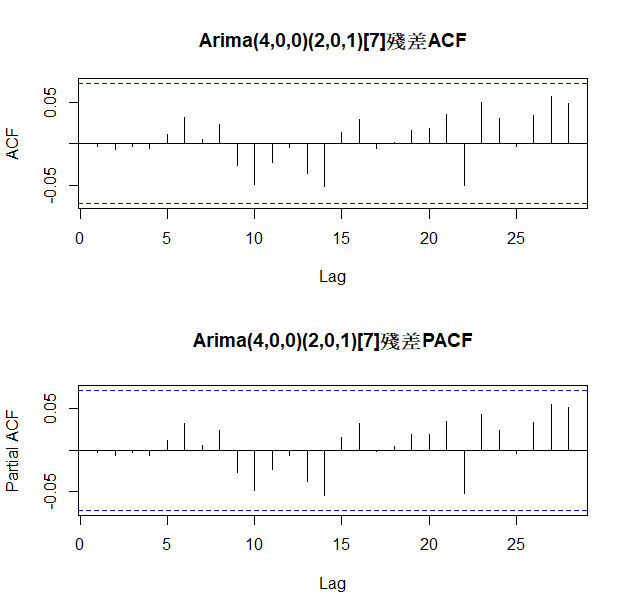 Arima(4,0,0)(2,0,1)[7]殘差ACF
ACF
0.05
-0.05
0 5 10 15 20 25
Lag
Arima(4,0,0)(2,0,1)[7]殘差PACF
Partial ACF
0.05
-0.05
0 5 10 15 20 25
Lag